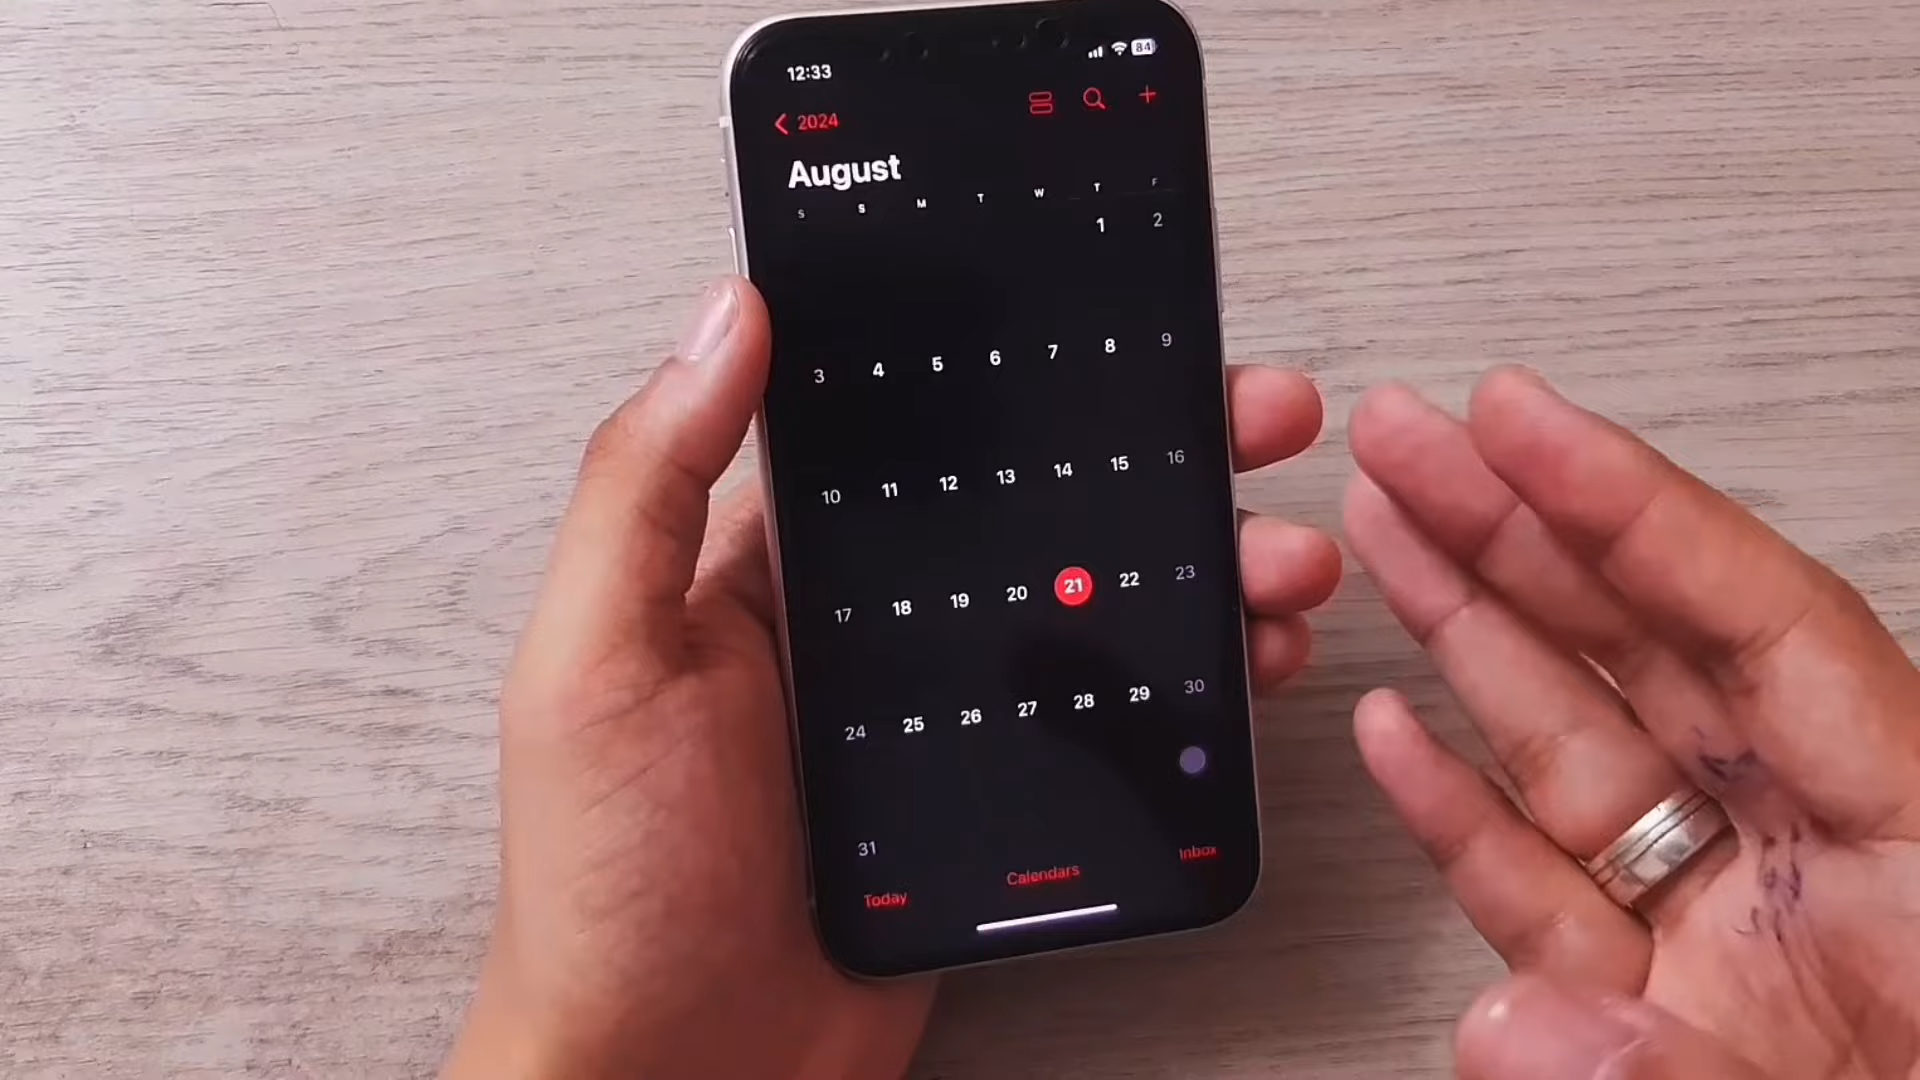 12:33 84
2024
August
S S M T W T F
1 2
3 4 5 6 7 8 9
10 11 12 13 14 15 16
17 18 19 20 21 22 23
24 25 26 27 28 29 30
31
Today Calendars Inbox